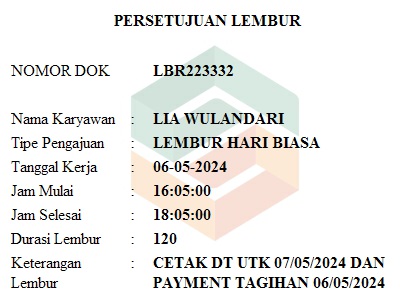 PERSETUJUAN LEMBUR
NOMOR DOK LBR223332
Nama Karyawan : LIA WULANDARI
Tipe Pengajuan : LEMBUR HARI BIASA
Tanggal Kerja : 06-05-2024
Jam Mulai : 16:05:00
Jam Selesai : 18:05:00
Durasi Lembur : 120
Keterangan : CETAK DT UTK 07/05/2024 DAN
Lembur PAYMENT TAGIHAN 06/05/2024